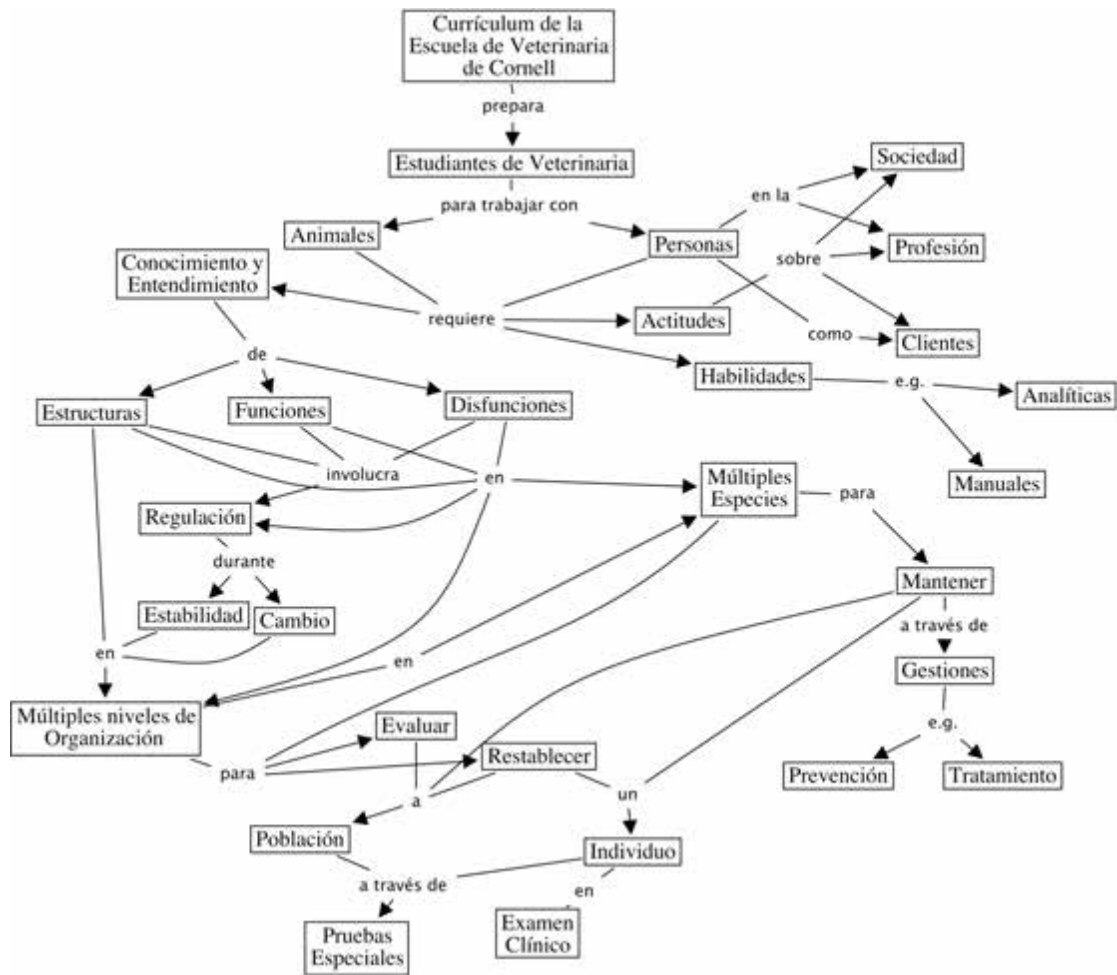 Currículum de la
Escuela de Veterinaria
de Cornell
prepara
Estudiantes de Veterinaria
para trabajar con
Sociedad
en la
Animales
Personas
Profesión
Conocimiento y
Entendimiento
sobre
requiere
Actitudes
como
Clientes
de
Habilidades
e.g.
Analíticas
Estructuras
Funciones
Disfunciones
involucra
en
Múltiples
Especies
para
Manuales
Regulación
durante
Mantener
Estabilidad
Cambio
a través de
en
en
Gestiones
Múltiples niveles de
Organización
Evaluar
e.g.
para
Restablecer
Prevención
Tratamiento
a
un
Población
Individuo
a través de
en
Pruebas
Especiales
Examen
Clínico